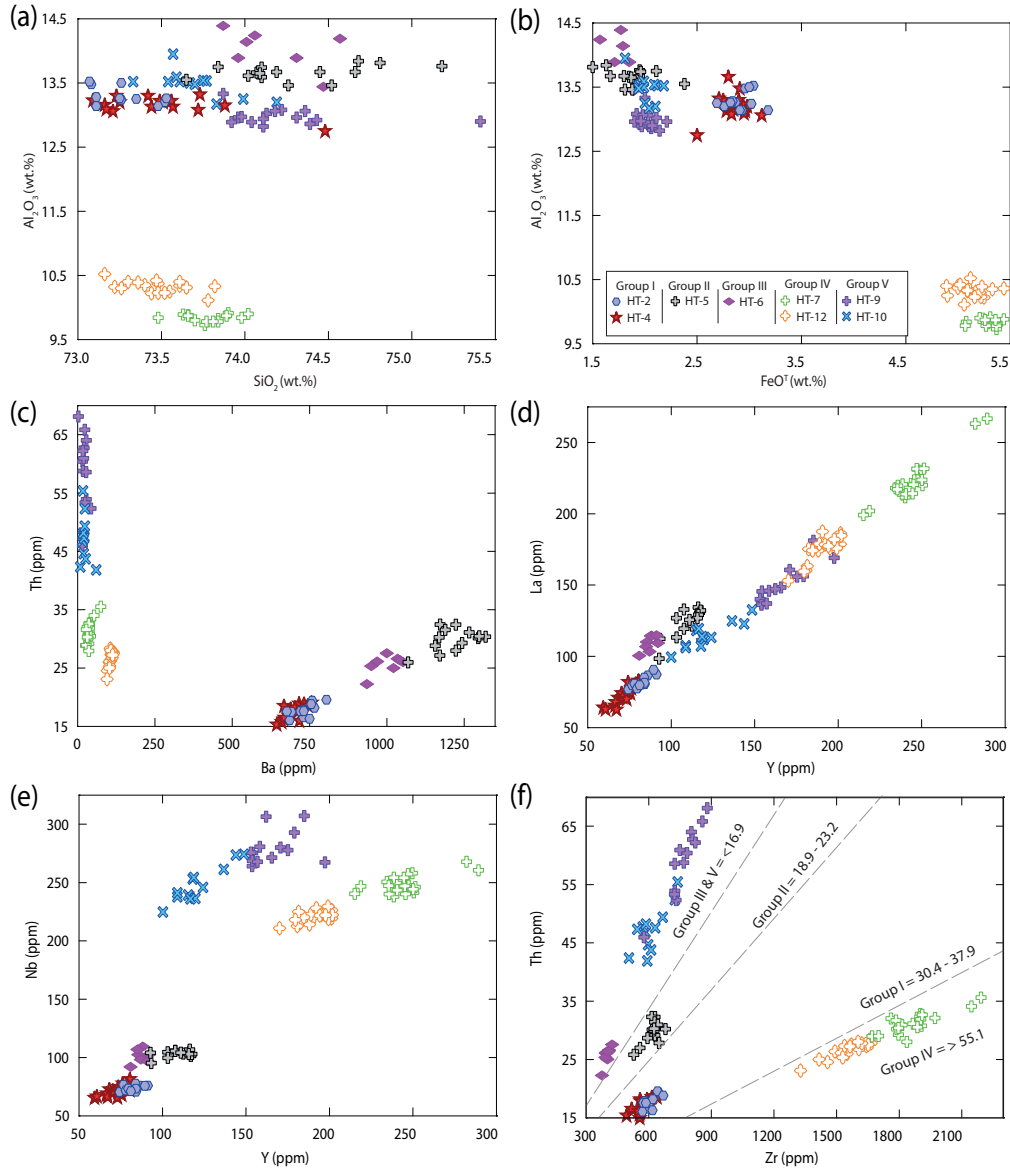 (a)
14.5
13.5
12.5
11.5
10.5
9.5
Al2O3 (wt.%)
73.0 73.5 74.0 74.5 75.0 75.5
SiO2 (wt.%)
(b)
14.5
13.5
12.5
11.5
10.5
9.5
Al2O3 (wt.%)
Group I Group II Group III Group IV Group V
HT-2 HT-5 HT-6 HT-7 HT-9
HT-4 HT-12 HT-10
1.5 2.5 3.5 4.5 5.5
FeOᵀ (wt.%)
(c)
65
55
45
35
25
15
Th (ppm)
0 250 500 750 1000 1250
Ba (ppm)
(d)
250
200
150
100
50
La (ppm)
50 100 150 200 250 300
Y (ppm)
(e)
300
250
200
150
100
50
Nb (ppm)
50 100 150 200 250 300
Y (ppm)
(f)
65
55
45
35
25
15
Th (ppm)
Group III & V = <16.9
Group II = 18.9 - 23.2
Group I = 30.4 - 37.9
Group IV = > 55.1
300 600 900 1200 1500 1800 2100
Zr (ppm)